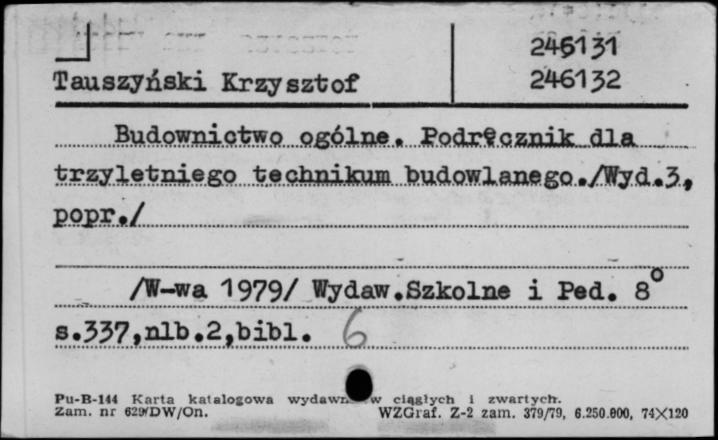 246131
Tauszyński Krzysztof 246132
Budownictwo ogólne. Podręcznik dla
trzyletniego technikum budowlanego./Wyd.3,
popr./
/W-wa 1979/ Wydaw.Szkolne i Ped. 8°
s.337,nlb.2,bibl. 6
Pu-B-144 Karta katalogowa wydawn w ciągłych i zwartych.
Zam. nr 629/DW/On. WZGraf. Z-2 zam. 379/79, 6.250.000, 74X120